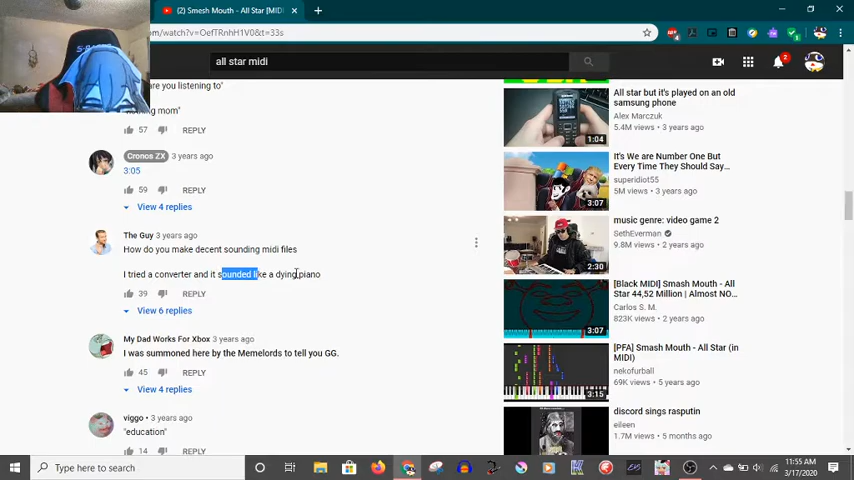 (2) Smesh Mouth - All Star [MIDI
.com/watch?v=OefTRnhH1V0&t=33s
all star midi
2
are you listening to"
mom"
57 REPLY
Cronos ZX 3 years ago
3:05
59 REPLY
View 4 replies
The Guy 3 years ago
How do you make decent sounding midi files
I tried a converter and it sounded like a dying piano
39 REPLY
View 6 replies
My Dad Works For Xbox 3 years ago
I was summoned here by the Memelords to tell you GG.
45 REPLY
View 4 replies
viggo • 3 years ago
"education"
14 REPLY
All star but it's played on an old
samsung phone
Alex Marczuk
5.4M views • 3 years ago
1:04
It's We are Number One But
Every Time They Should Say...
superidiot55
5M views • 3 years ago
3:07
music genre: video game 2
SethEverman
9.8M views • 2 years ago
2:30
[Black MIDI] Smash Mouth - All
Star 44,52 Million | Almost NO...
Carlos S. M.
823K views • 2 years ago
3:07
[PFA] Smash Mouth - All Star (in
MIDI)
nekofurball
69K views • 5 years ago
3:15
discord sings rasputin
eileen
1.7M views • 5 months ago
Type here to search
11:55 AM
3/17/2020